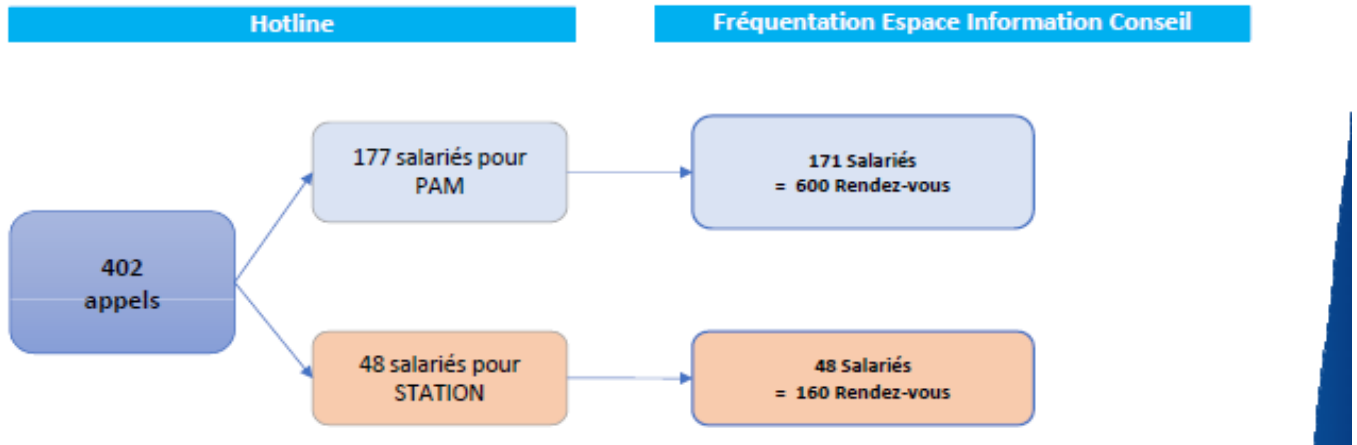 Hotline
Fréquentation Espace Information Conseil
402
appels
177 salariés pour
PAM
171 Salariés
= 600 Rendez-vous
48 salariés pour
STATION
48 Salariés
= 160 Rendez-vous